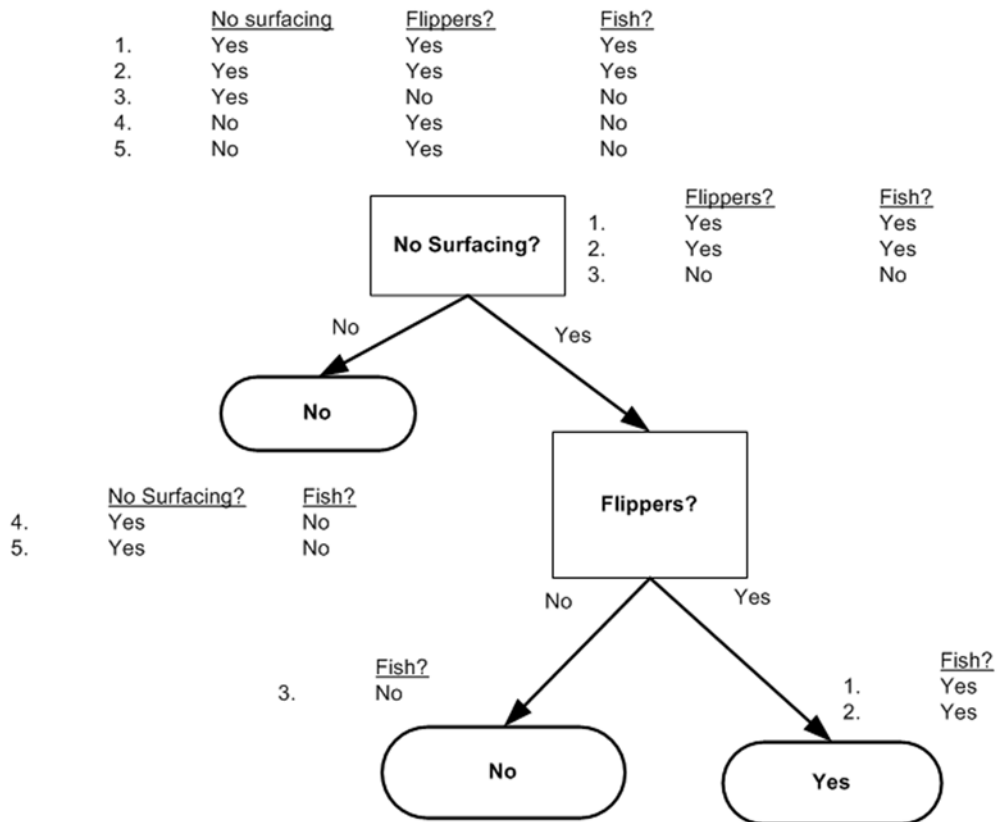 No surfacing Flippers? Fish?
1. Yes Yes Yes
2. Yes Yes Yes
3. Yes No No
4. No Yes No
5. No Yes No
Flippers? Fish?
1. Yes Yes
2. Yes Yes
3. No No
No Surfacing?
No
Yes
No
No Surfacing? Fish?
4. Yes No
5. Yes No
Flippers?
No
Yes
Fish?
3. No
Fish?
1. Yes
2. Yes
No
Yes